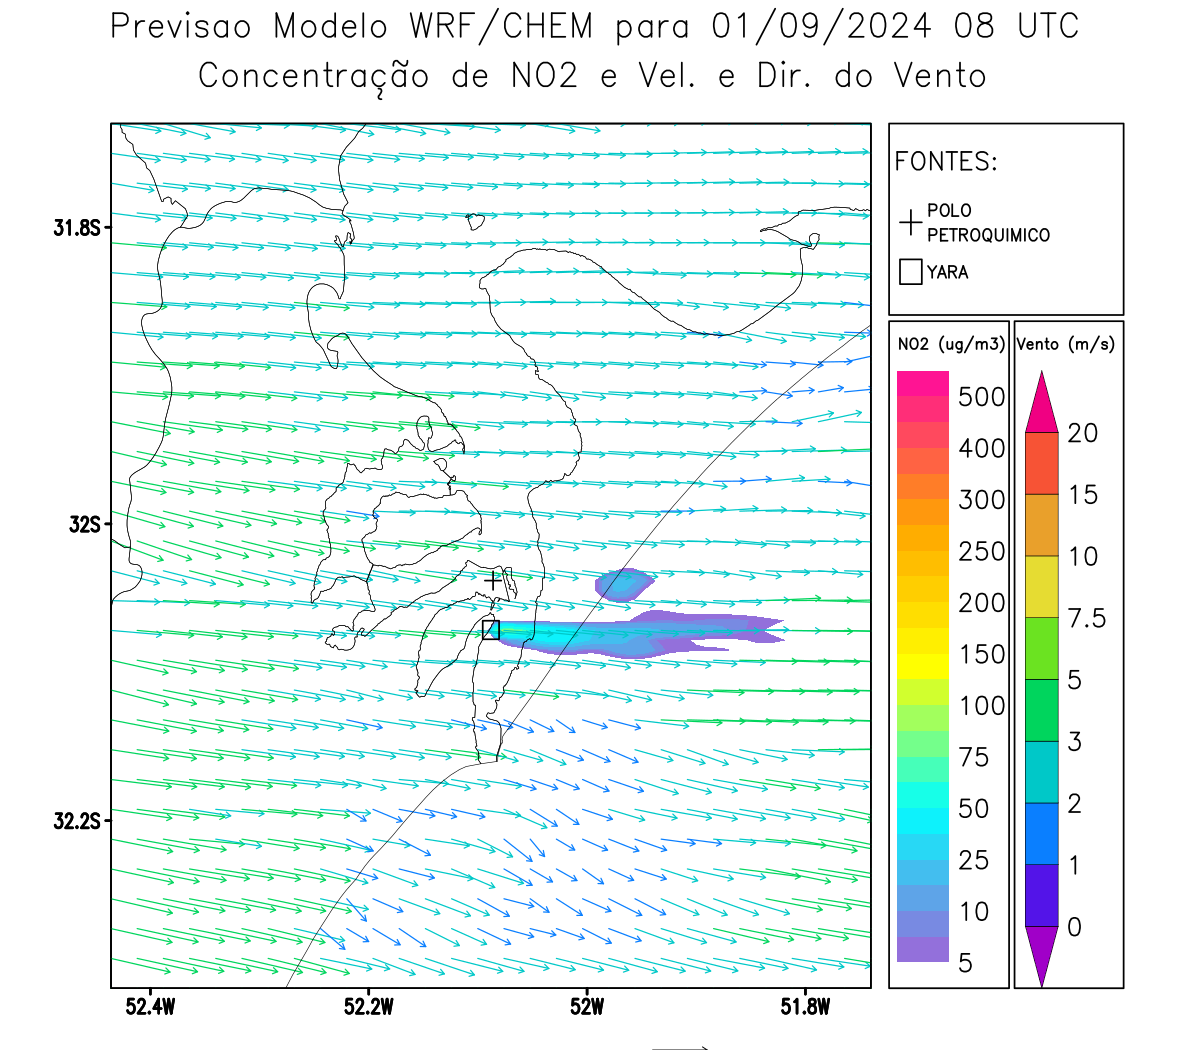 Previsao Modelo WRF/CHEM para 01/09/2024 08 UTC
Concentração de NO2 e Vel. e Dir. do Vento
FONTES:
POLO
PETROQUIMICO
YARA
NO2 (ug/m3)
500
400
300
250
200
150
100
75
50
25
10
5
Vento (m/s)
20
15
10
7.5
5
3
2
1
0
31.8S
32S
32.2S
52.4W
52.2W
52W
51.8W